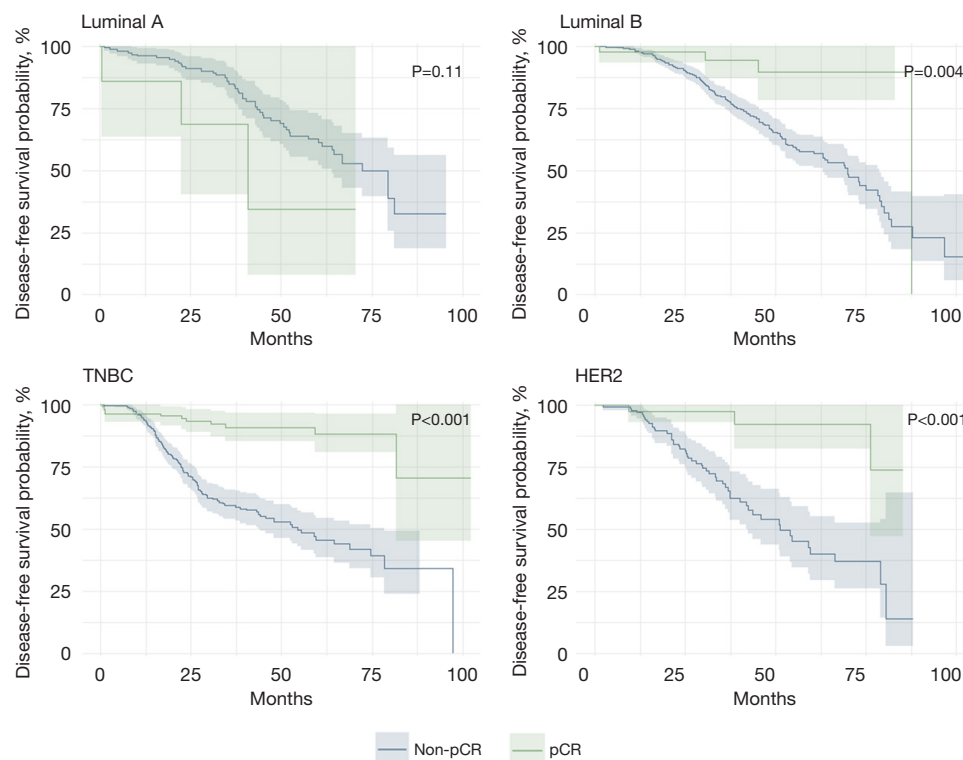 Luminal A
Disease-free survival probability, %
100
75
50
25
0
P=0.11
0 25 50 75 100
Months
Luminal B
Disease-free survival probability, %
100
75
50
25
0
P=0.004
0 25 50 75 100
Months
TNBC
Disease-free survival probability, %
100
75
50
25
0
P<0.001
0 25 50 75 100
Months
HER2
Disease-free survival probability, %
100
75
50
25
0
P<0.001
0 25 50 75 100
Months
Non-pCR pCR